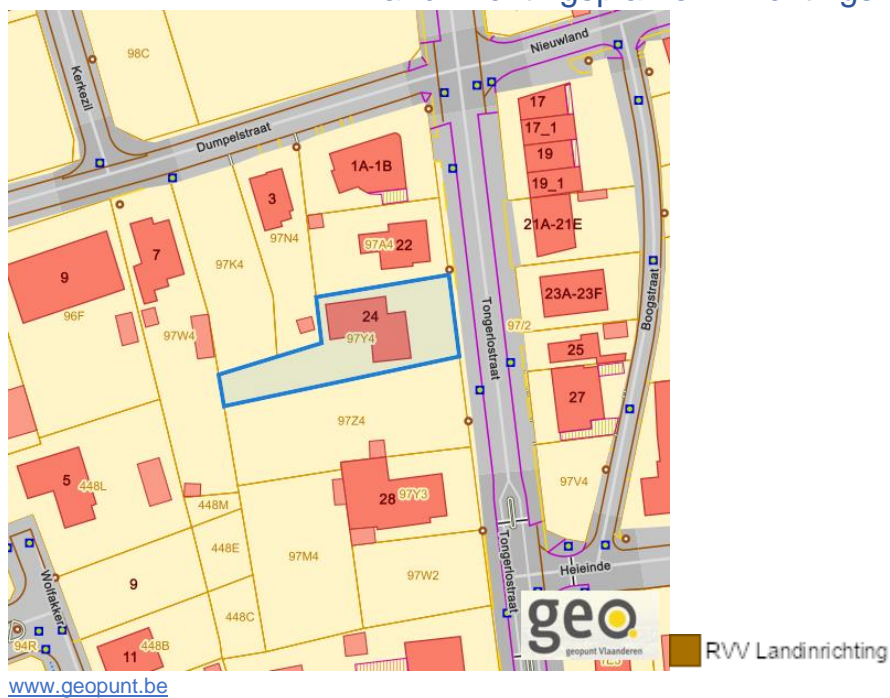 98C
Nieuwland
Kerkezil
Dumpelstraat
17
17_1
1A-1B
19
19_1
3
22
97A4
21A-21E
97N4
7
97K4
9
96F
23A-23F
24
97Y4
97/2
Tongerlostraat
Boogstraat
97W4
25
27
97Z4
5
448L
28
97Y3
97V4
448M
448E
97M4
97W2
Tongerlostraat
Heieinde
Wolfakker
9
448C
94R
11
448B
geo
geopunt Vlaanderen
RVV Landinrichting
www.geopunt.be